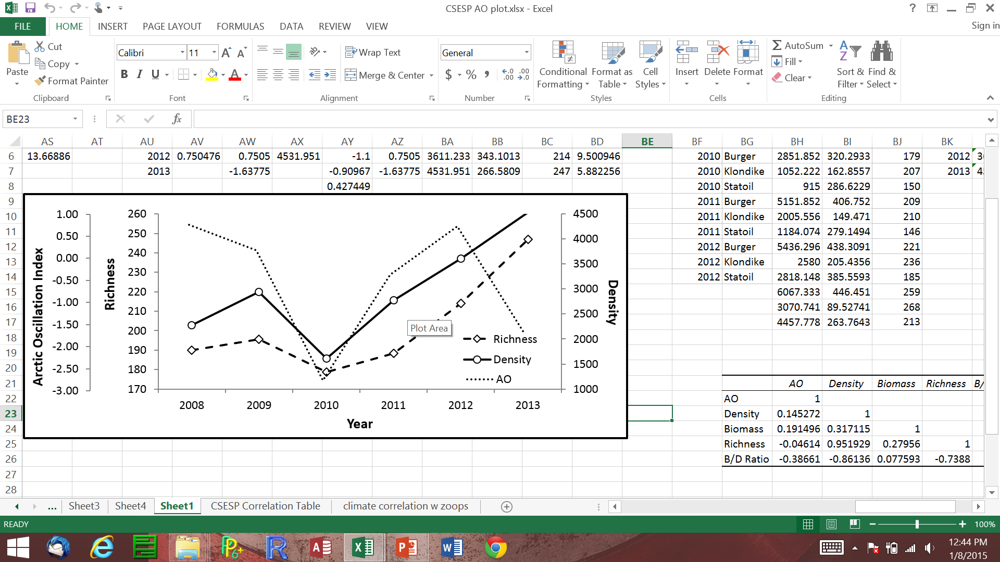 CSESP AO plot.xlsx - Excel
FILE HOME INSERT PAGE LAYOUT FORMULAS DATA REVIEW VIEW Sign in
Paste
Cut
Copy
Format Painter
Clipboard
Calibri 11
B I U
Font
Wrap Text
Merge & Center
Alignment
General
$ % ,
Number
Conditional Formatting
Format as Table
Cell Styles
Styles
Insert Delete Format
Cells
AutoSum
Fill
Clear
Sort & Filter
Find & Select
Editing
BE23 fx
AS AT AU AV AW AX AY AZ BA BB BC BD BE BF BG BH BI BJ BK
6 13.66886 2012 0.750476 0.7505 4531.951 -1.1 0.7505 3611.233 343.1013 214 9.500946 2010 Burger 2851.852 320.2933 179 2012
7 2013 -1.63775 -0.90967 -1.63775 4531.951 266.5809 247 5.882256 2010 Klondike 1052.222 162.8557 207 2013
8 0.427449 2010 Statoil 915 286.6229 150
9 2011 Burger 5151.852 406.752 209
10 2011 Klondike 2005.556 149.471 210
11 2011 Statoil 1184.074 279.1494 146
12 2012 Burger 5436.296 438.3091 221
13 2012 Klondike 2580 205.4356 236
14 2012 Statoil 2818.148 385.5593 185
15 6067.333 446.451 259
16 3070.741 89.52741 268
17 4457.778 263.7643 213
18
19
20
21 AO Density Biomass Richness B/
22 AO 1
23 Density 0.145272 1
24 Biomass 0.191496 0.317115 1
25 Richness -0.04614 0.951929 0.27956 1
26 B/D Ratio -0.38661 -0.86136 0.077593 -0.7388
27
28
Arctic Oscillation Index
1.00
0.50
0.00
-0.50
-1.00
-1.50
-2.00
-2.50
-3.00
Richness
260
250
240
230
220
210
200
190
180
170
4500
4000
3500
3000
2500
2000
1500
1000
Density
Plot Area
Richness
Density
AO
2008 2009 2010 2011 2012 2013
Year
... Sheet3 Sheet4 Sheet1 CSESP Correlation Table climate correlation w zoops
READY 100%
12:44 PM
1/8/2015